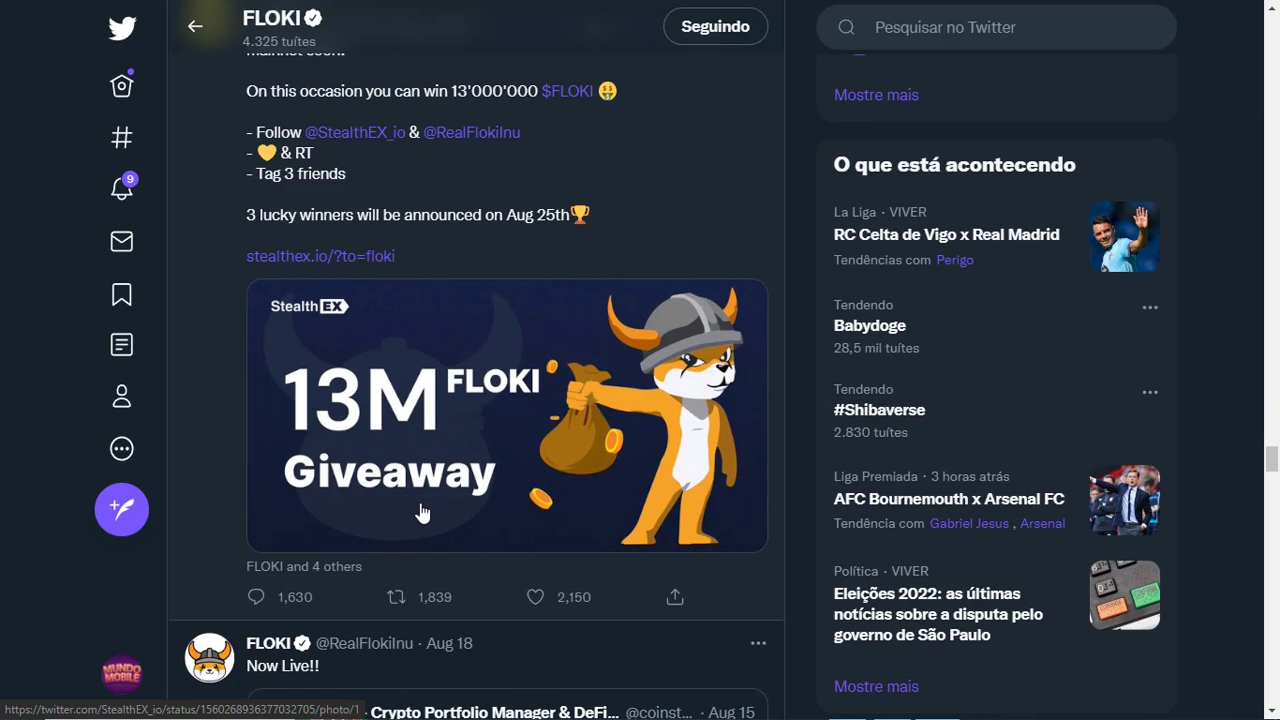 FLOKI
4.325 tuítes
Seguindo
Pesquisar no Twitter
mainnet soon!
On this occasion you can win 13'000'000 $FLOKI 🤑
- Follow @StealthEX_io & @RealFlokiInu
- 💛 & RT
- Tag 3 friends
3 lucky winners will be announced on Aug 25th🏆
stealthex.io/?to=floki
StealthEX
13M FLOKI
Giveaway
FLOKI and 4 others
1,630 1,839 2,150
FLOKI @RealFlokiInu · Aug 18
Now Live!!
Crypto Portfolio Manager & DeFi... @coinst... · Aug 15
9
MUNDO
MOBILE
https://twitter.com/StealthEX_io/status/1560268936377032705/photo/1
Mostre mais
O que está acontecendo
La Liga · VIVER
RC Celta de Vigo x Real Madrid
Tendências com Perigo
Tendendo
Babydoge
28,5 mil tuítes
Tendendo
#Shibaverse
2.830 tuítes
Liga Premiada · 3 horas atrás
AFC Bournemouth x Arsenal FC
Tendência com Gabriel Jesus , Arsenal
Política · VIVER
Eleições 2022: as últimas
notícias sobre a disputa pelo
governo de São Paulo
Mostre mais